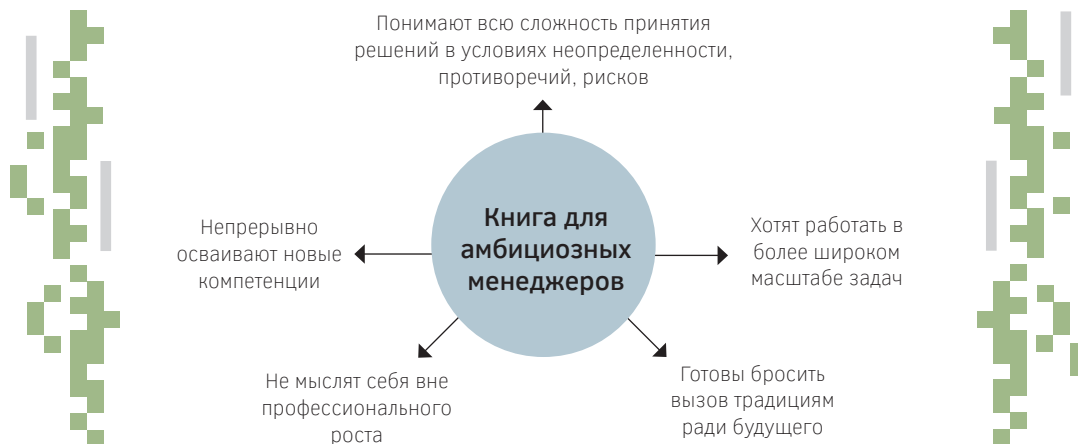 Понимают всю сложность принятия
решений в условиях неопределенности,
противоречий, рисков
Непрерывно
осваивают новые
компетенции
Книга для
амбициозных
менеджеров
Хотят работать в
более широком
масштабе задач
Не мыслят себя вне
профессионального
роста
Готовы бросить
вызов традициям
ради будущего